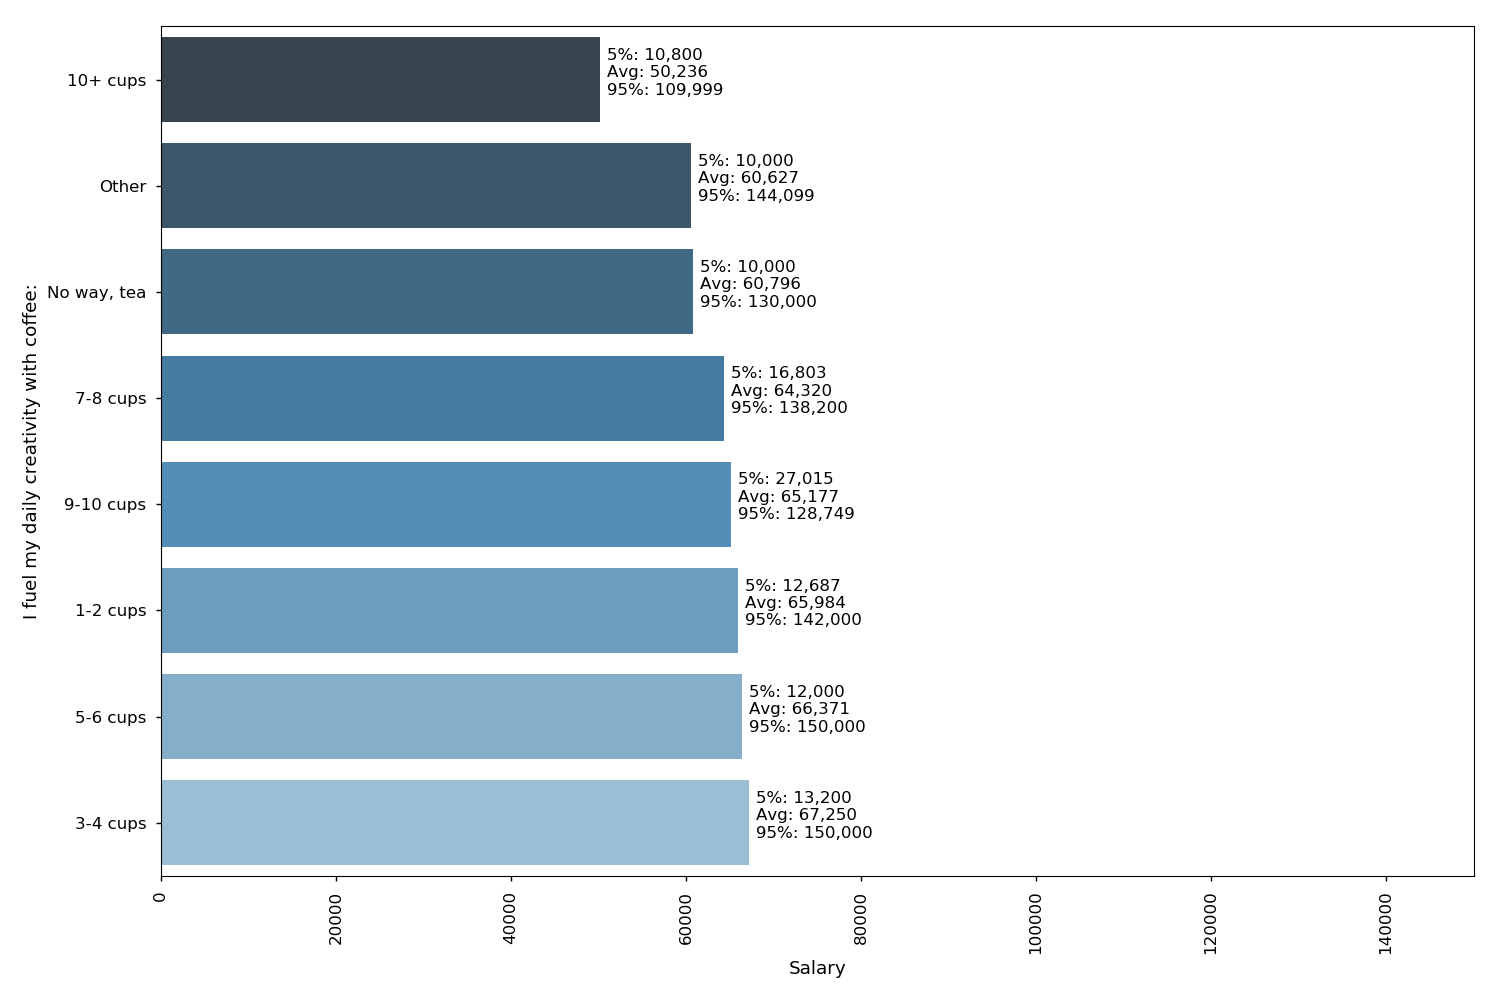 I fuel my daily creativity with coffee:
10+ cups
5%: 10,800
Avg: 50,236
95%: 109,999
Other
5%: 10,000
Avg: 60,627
95%: 144,099
No way, tea
5%: 10,000
Avg: 60,796
95%: 130,000
7-8 cups
5%: 16,803
Avg: 64,320
95%: 138,200
9-10 cups
5%: 27,015
Avg: 65,177
95%: 128,749
1-2 cups
5%: 12,687
Avg: 65,984
95%: 142,000
5-6 cups
5%: 12,000
Avg: 66,371
95%: 150,000
3-4 cups
5%: 13,200
Avg: 67,250
95%: 150,000
0
20000
40000
60000
80000
100000
120000
140000
Salary